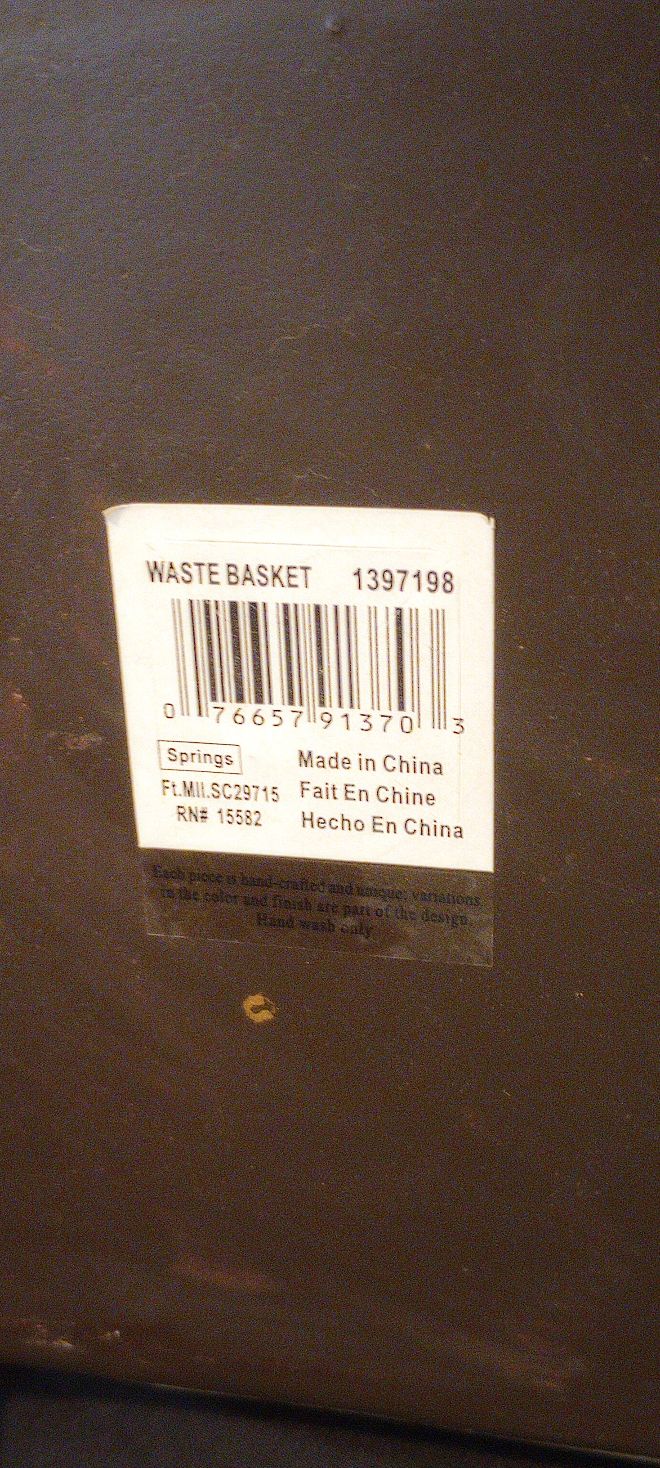 WASTE BASKET 1397198
0 76657 91370 3
Springs Made in China
Ft.Mll.SC29715 Fait En Chine
RN# 15582 Hecho En China
Each piece is hand-crafted and unique; variations
in the color and finish are part of the design.
Hand wash only